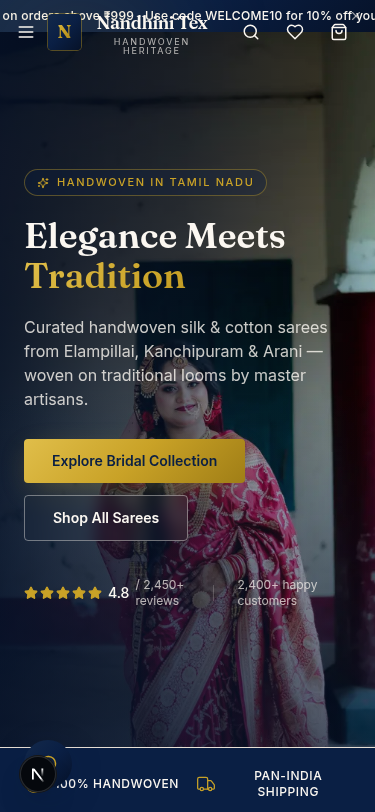 on orders above ₹999 · Use code WELCOME10 for 10% off you
N
Nandhini Tex
HANDWOVEN
HERITAGE
HANDWOVEN IN TAMIL NADU
Elegance Meets
Tradition
Curated handwoven silk & cotton sarees
from Elampillai, Kanchipuram & Arani —
woven on traditional looms by master
artisans.
Explore Bridal Collection
Shop All Sarees
4.8
/ 2,450+
reviews
2,400+ happy
customers
N
100% HANDWOVEN
PAN-INDIA
SHIPPING